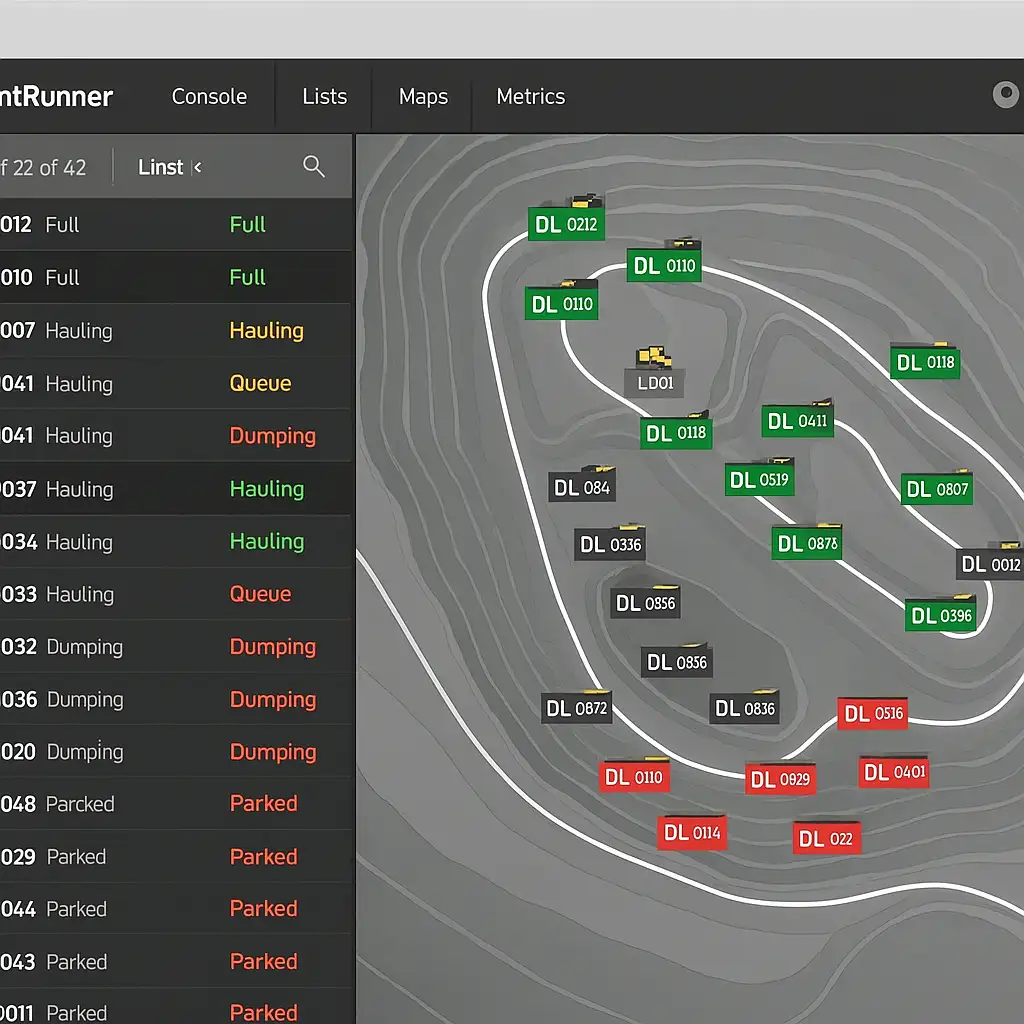 ntRunner Console Lists Maps Metrics
f 22 of 42 Linst <
012 Full Full
010 Full Full
007 Hauling Hauling
041 Hauling Queue
041 Hauling Dumping
037 Hauling Hauling
034 Hauling Hauling
033 Hauling Queue
032 Dumping Dumping
036 Dumping Dumping
020 Dumping Dumping
048 Parcked Parked
029 Parked Parked
044 Parked Parked
043 Parked Parked
0011 Parked Parked
DL 0212
DL 0110
DL 0110
DL 0118
LD01
DL 0411
DL 0118
DL 0519
DL 084
DL 0807
DL 0336
DL 0878
DL 0012
DL 0856
DL 0396
DL 0856
DL 0872
DL 0836
DL 0516
DL 0110
DL 0829
DL 0401
DL 0114
DL 022